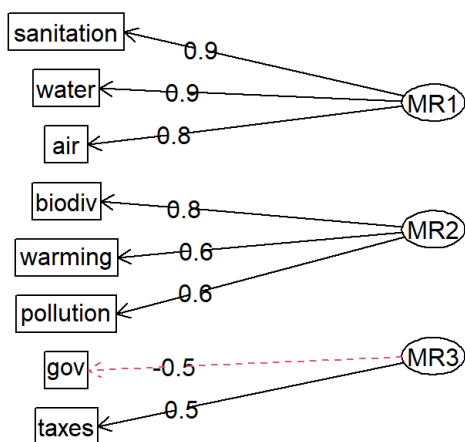 sanitation
0.9
water
0.9
MR1
0.8
air
biodiv
0.8
MR2
warming
0.6
0.6
pollution
MR3
gov
-0.5
0.5
taxes